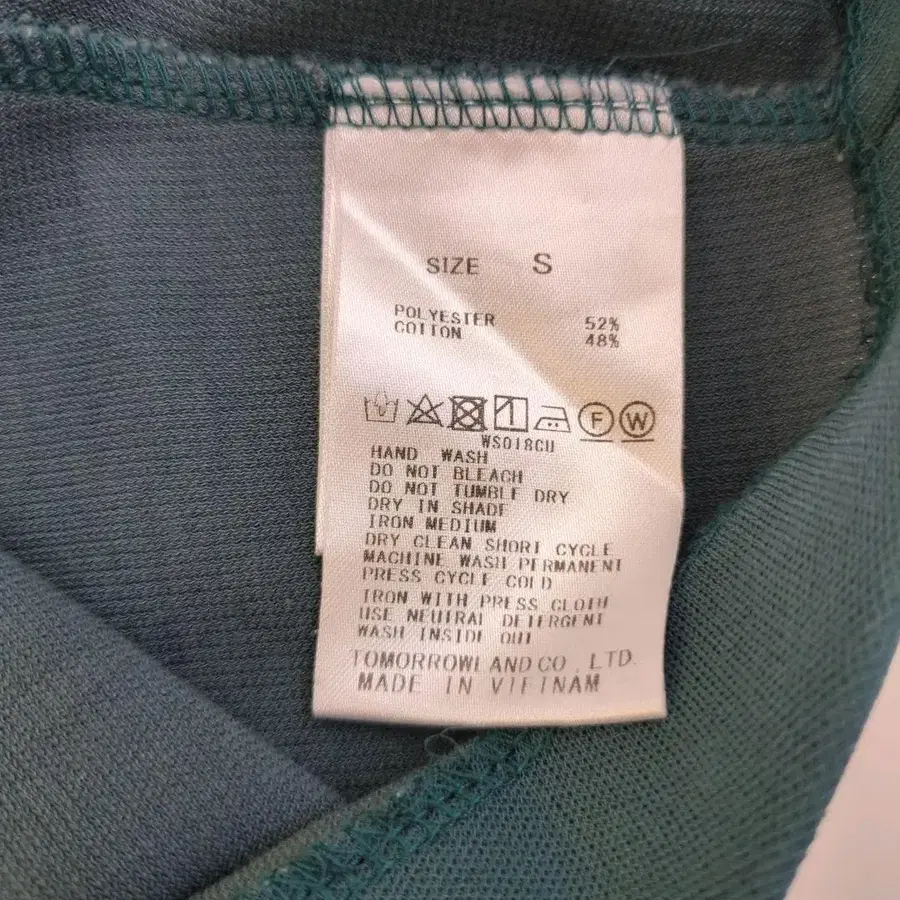 SIZE S
POLYESTER 52%
COTTON 48%
F W
WS018GU
HAND WASH
DO NOT BLEACH
DO NOT TUMBLE DRY
DRY IN SHADE
IRON MEDIUM
DRY CLEAN SHORT CYCLE
MACHINE WASH PERMANENT
PRESS CYCLE COLD
IRON WITH PRESS CLOTH
USE NEUTRAL DETERGENT
WASH INSIDE OUT
TOMORROWLAND CO., LTD.
MADE IN VIETNAM